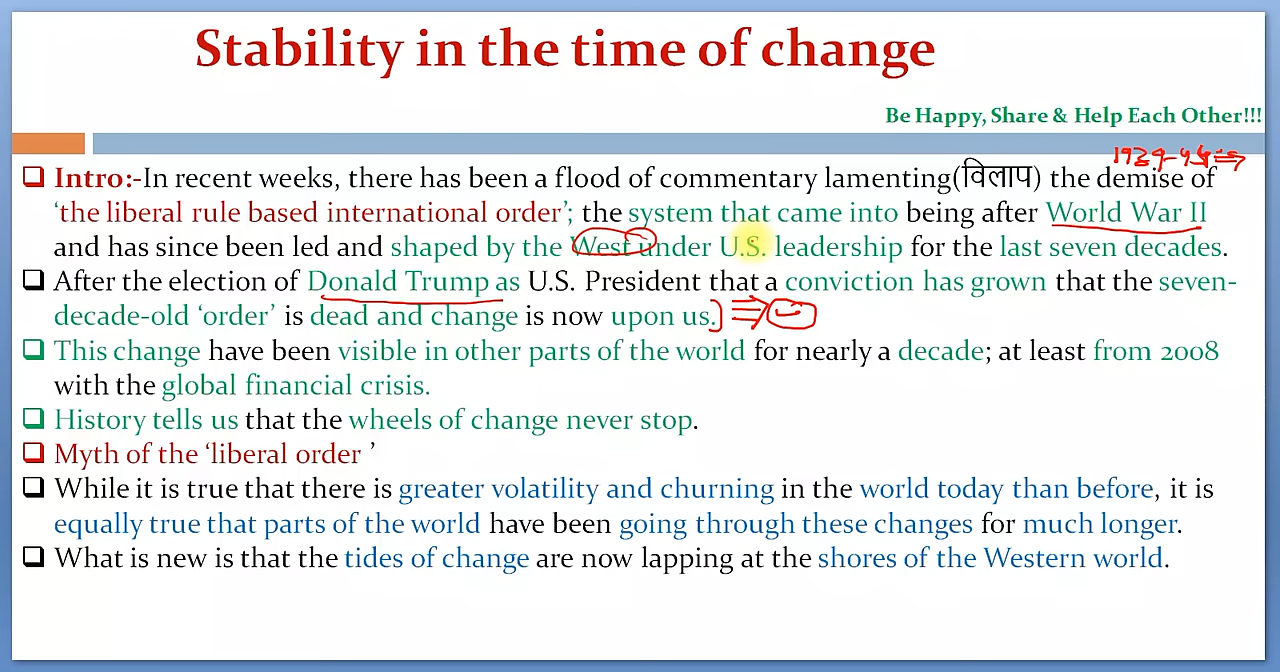 Stability in the time of change
Be Happy, Share & Help Each Other!!!
Intro:-In recent weeks, there has been a flood of commentary lamenting(विलाप) the demise of
‘the liberal rule based international order’; the system that came into being after World War II
and has since been led and shaped by the West under U.S. leadership for the last seven decades.
After the election of Donald Trump as U.S. President that a conviction has grown that the seven-
decade-old ‘order’ is dead and change is now upon us.
This change have been visible in other parts of the world for nearly a decade; at least from 2008
with the global financial crisis.
History tells us that the wheels of change never stop.
Myth of the ‘liberal order ’
While it is true that there is greater volatility and churning in the world today than before, it is
equally true that parts of the world have been going through these changes for much longer.
What is new is that the tides of change are now lapping at the shores of the Western world.